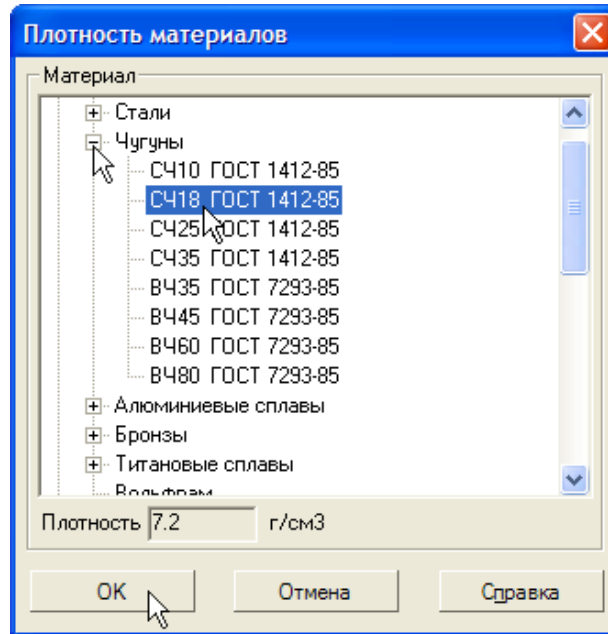 Плотность материалов
Материал
Стали
Чугуны
СЧ10 ГОСТ 1412-85
СЧ18 ГОСТ 1412-85
СЧ25 ГОСТ 1412-85
СЧ35 ГОСТ 1412-85
ВЧ35 ГОСТ 7293-85
ВЧ45 ГОСТ 7293-85
ВЧ60 ГОСТ 7293-85
ВЧ80 ГОСТ 7293-85
Алюминиевые сплавы
Бронзы
Титановые сплавы
Вольфрам
Плотность 7.2 г/см3
OK Отмена Справка